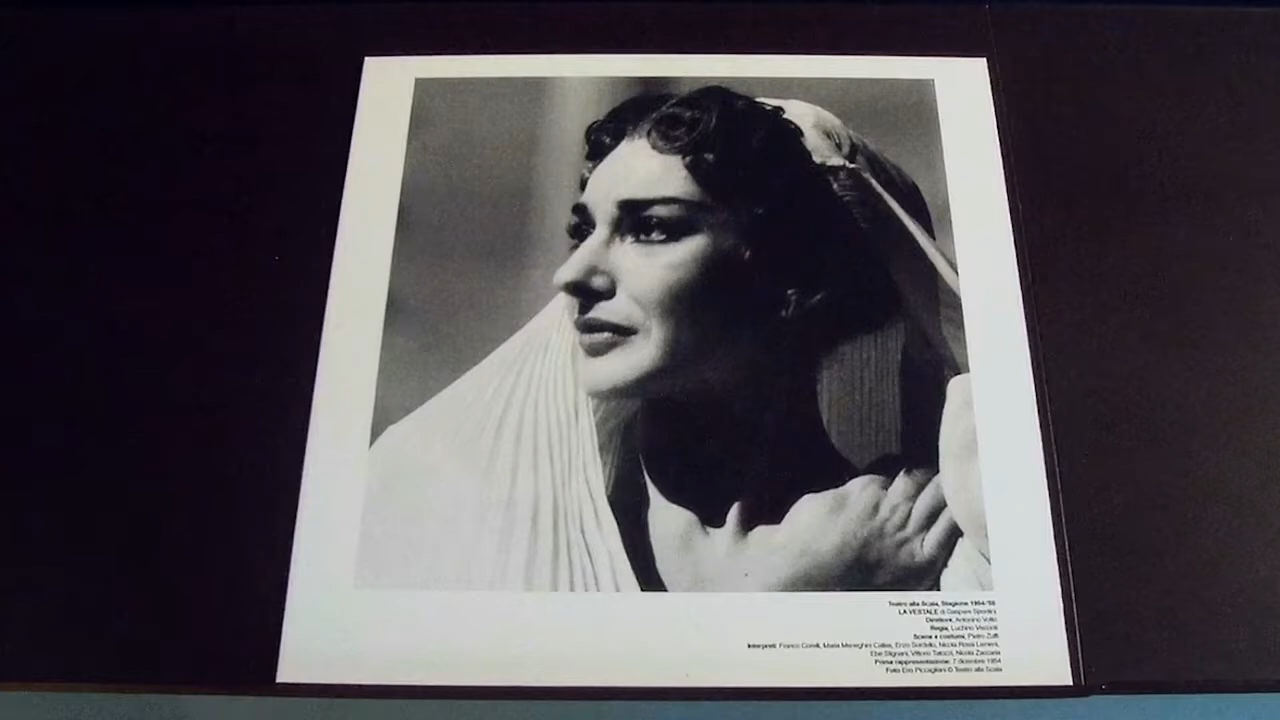 Teatro alla Scala, Stagione 1954/55
LA VESTALE di Gaspare Spontini
Direttore, Antonino Votto
Regia, Luchino Visconti
Scene e costumi, Piero Zuffi
Interpreti: Franco Corelli, Maria Meneghini Callas, Enzo Sordello, Nicola Rossi Lemeni,
Ebe Stignani, Vittorio Tatozzi, Nicola Zaccaria
Prima rappresentazione: 7 dicembre 1954
Foto Erio Piccagliani © Teatro alla Scala